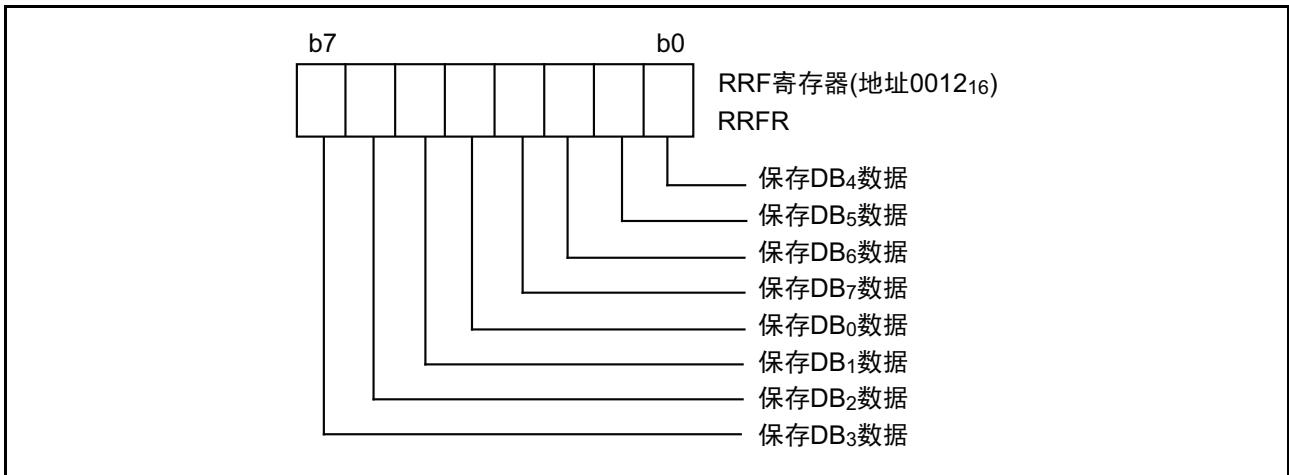 b7 b0
RRF寄存器(地址0012₁₆)
RRFR
保存DB₄数据
保存DB₅数据
保存DB₆数据
保存DB₇数据
保存DB₀数据
保存DB₁数据
保存DB₂数据
保存DB₃数据